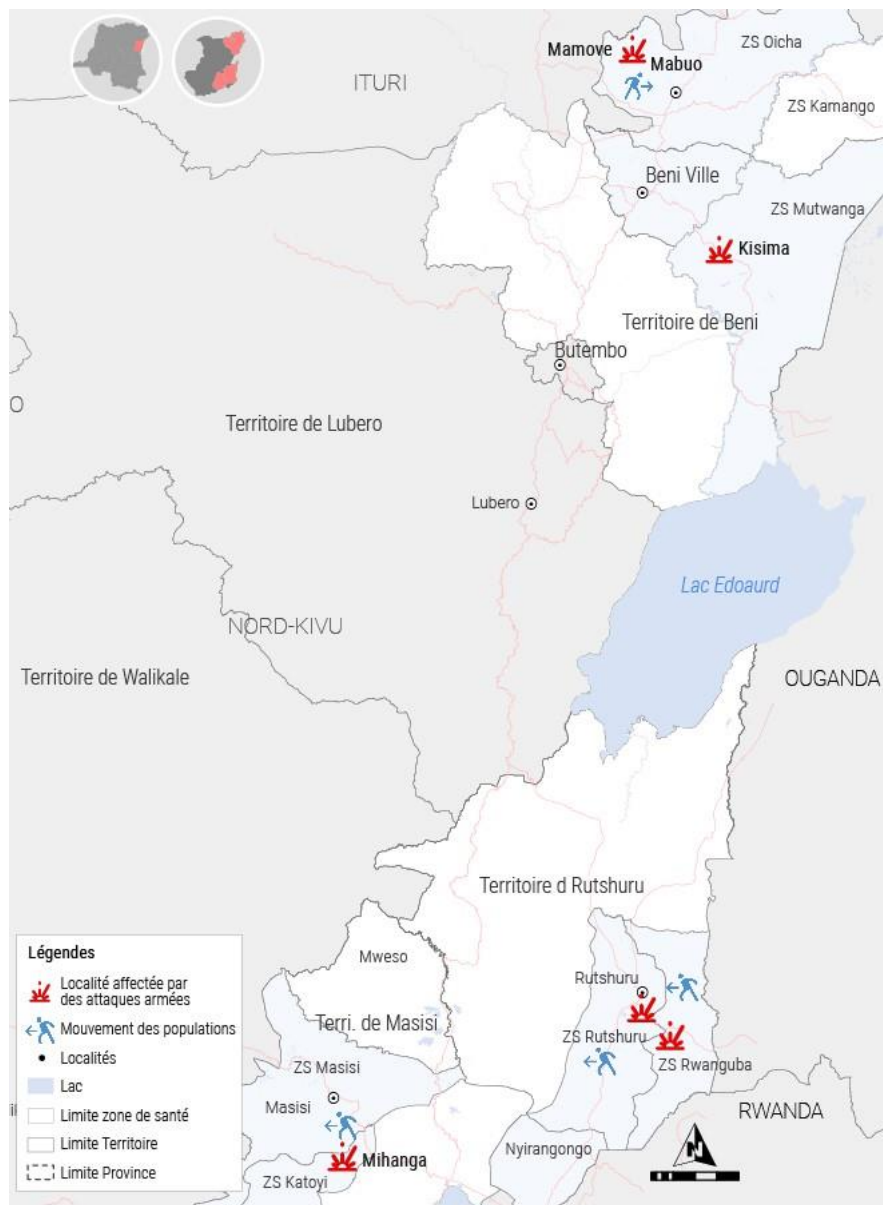 Mamove
Mabuo
ZS Oicha
ITURI
ZS Kamango
Beni Ville
ZS Mutwanga
Kisima
Territoire de Beni
Butembo
O
Territoire de Lubero
Lubero
Lac Edoaurd
NORD-KIVU
Territoire de Walikale
OUGANDA
Territoire d Rutshuru
Légendes
Localité affectée par
des attaques armées
Mouvement des populations
Localités
Lac
Limite zone de santé
Limite Territoire
Limite Province
Mweso
Rutshuru
Terri. de Masisi
ZS Rutshuru
ZS Masisi
ZS Rwanguba
Masisi
RWANDA
Nyirangongo
Mihanga
ZS Katoyi
N